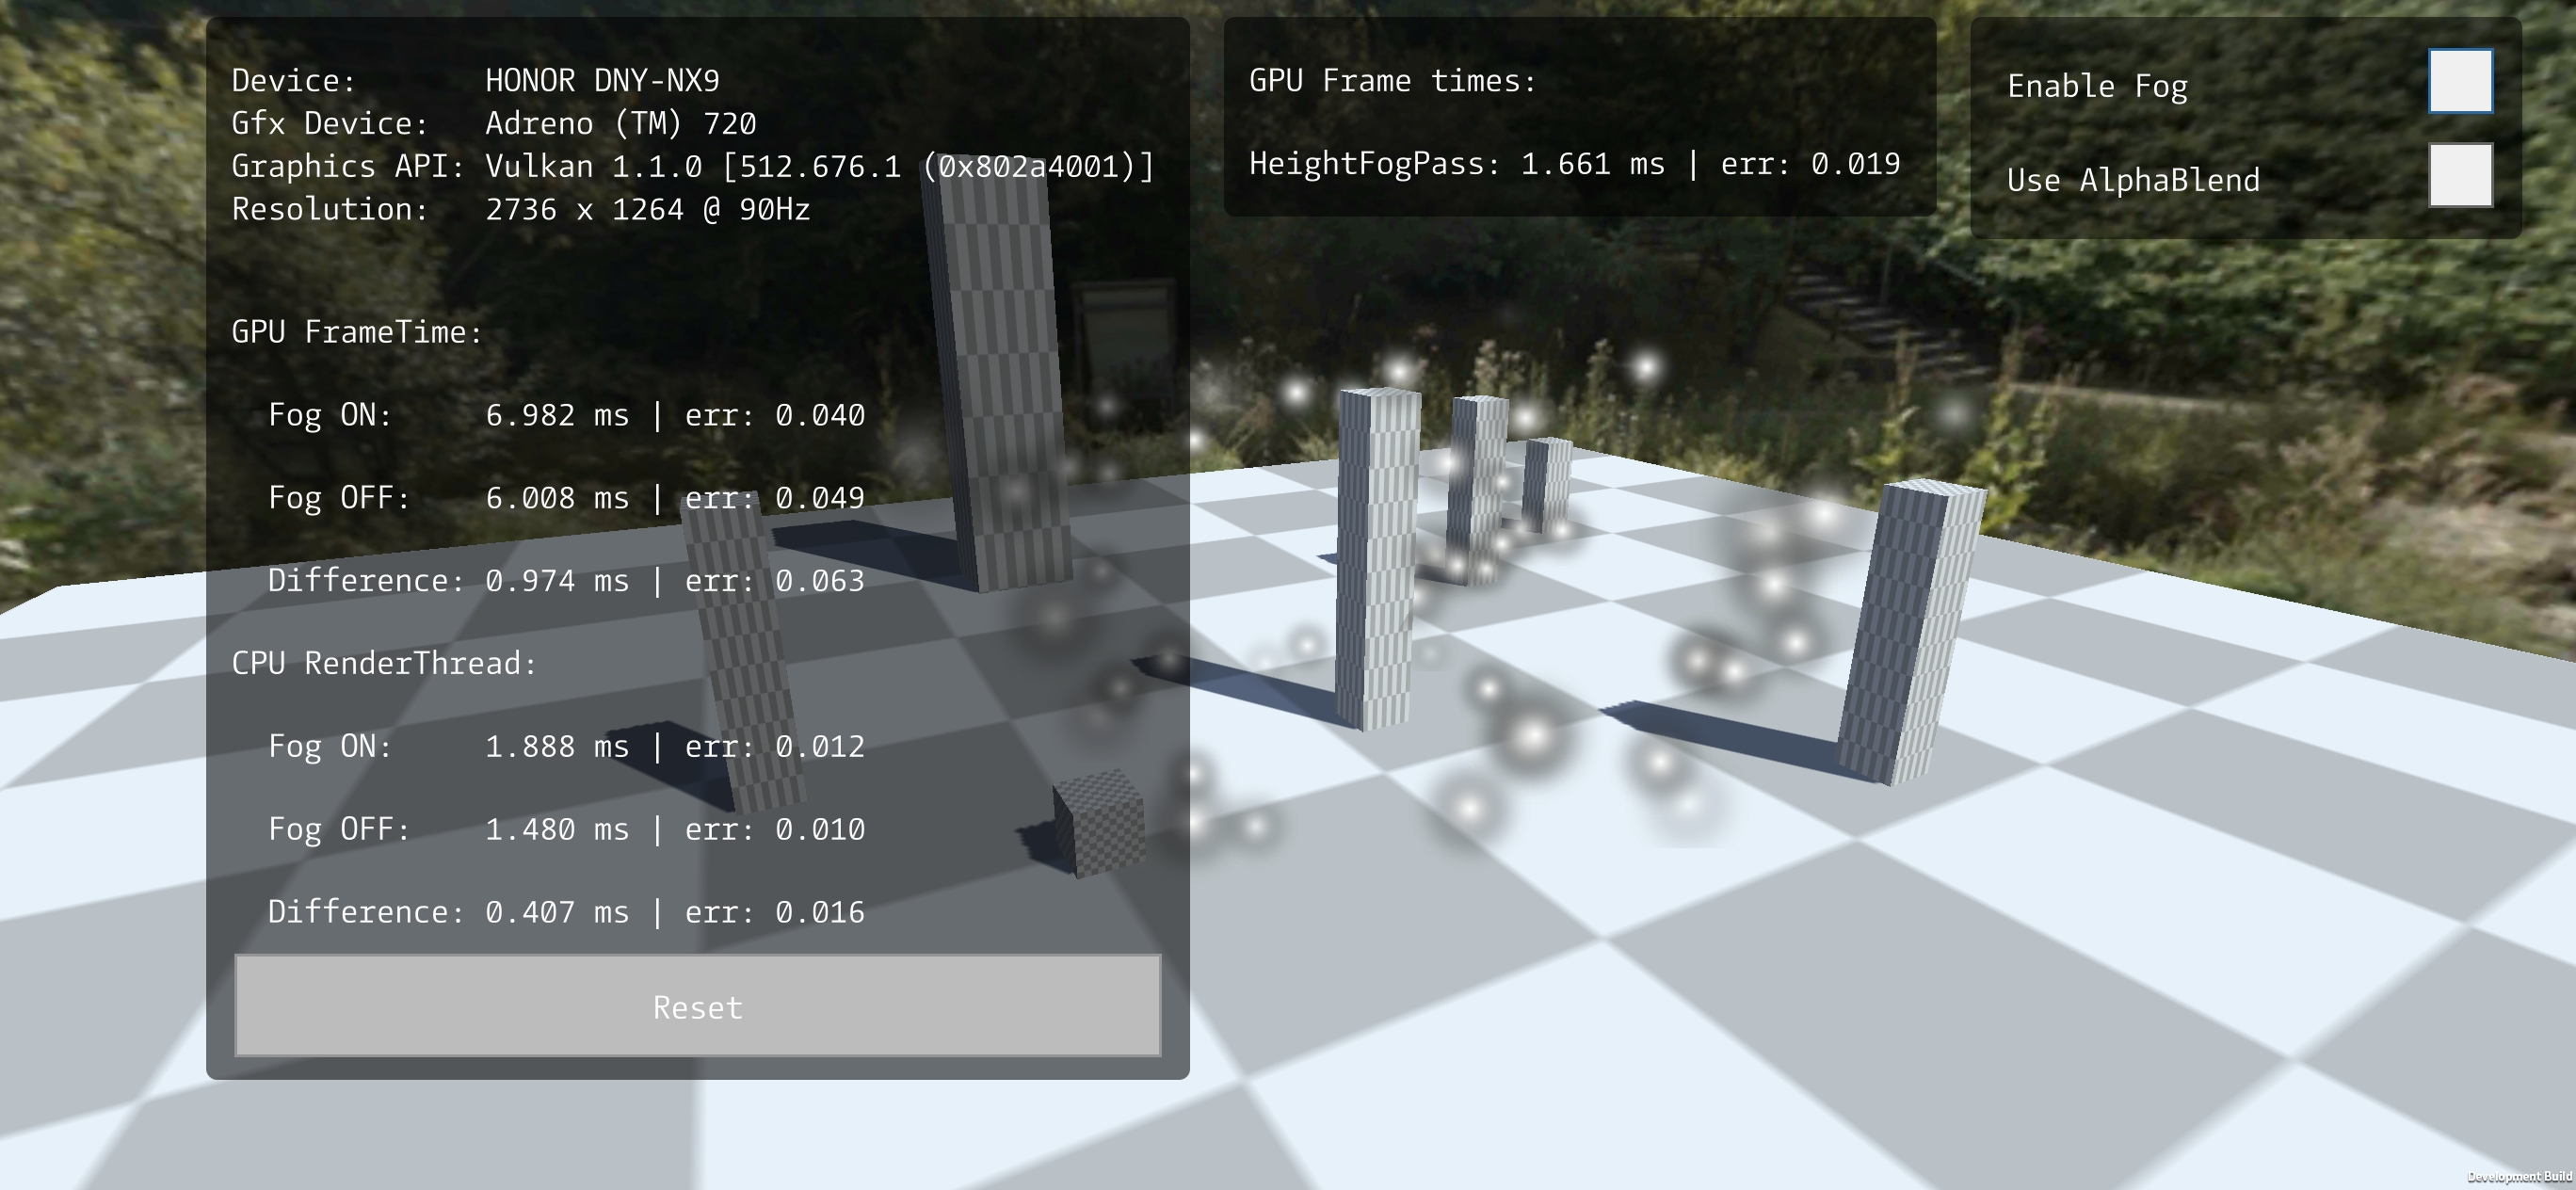 Device: HONOR DNY-NX9
Gfx Device: Adreno (TM) 720
Graphics API: Vulkan 1.1.0 [512.676.1 (0x802a4001)]
Resolution: 2736 x 1264 @ 90Hz
GPU FrameTime:
Fog ON: 6.982 ms | err: 0.040
Fog OFF: 6.008 ms | err: 0.049
Difference: 0.974 ms | err: 0.063
CPU RenderThread:
Fog ON: 1.888 ms | err: 0.012
Fog OFF: 1.480 ms | err: 0.010
Difference: 0.407 ms | err: 0.016
Reset
GPU Frame times:
HeightFogPass: 1.661 ms | err: 0.019
Enable Fog
Use AlphaBlend
Development Build